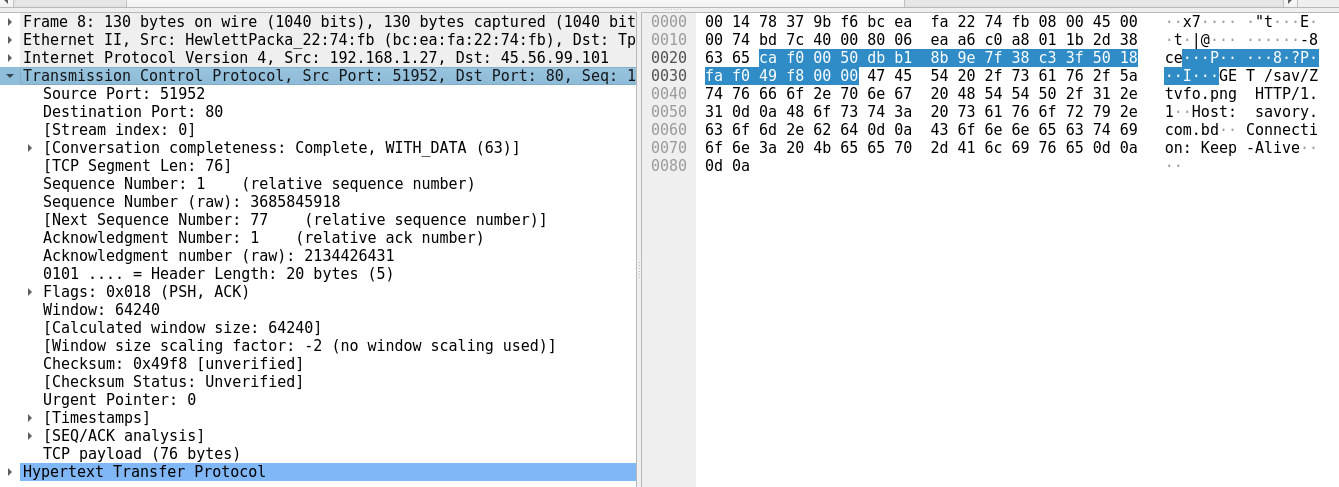 Frame 8: 130 bytes on wire (1040 bits), 130 bytes captured (1040 bit
Ethernet II, Src: HewlettPacka_22:74:fb (bc:ea:fa:22:74:fb), Dst: Tp
Internet Protocol Version 4, Src: 192.168.1.27, Dst: 45.56.99.101
Transmission Control Protocol, Src Port: 51952, Dst Port: 80, Seq: 1
Source Port: 51952
Destination Port: 80
[Stream index: 0]
[Conversation completeness: Complete, WITH_DATA (63)]
[TCP Segment Len: 76]
Sequence Number: 1    (relative sequence number)
Sequence Number (raw): 3685845918
[Next Sequence Number: 77    (relative sequence number)]
Acknowledgment Number: 1    (relative ack number)
Acknowledgment number (raw): 2134426431
0101 .... = Header Length: 20 bytes (5)
Flags: 0x018 (PSH, ACK)
Window: 64240
[Calculated window size: 64240]
[Window size scaling factor: -2 (no window scaling used)]
Checksum: 0x49f8 [unverified]
[Checksum Status: Unverified]
Urgent Pointer: 0
[Timestamps]
[SEQ/ACK analysis]
TCP payload (76 bytes)
Hypertext Transfer Protocol
0000 00 14 78 37 9b f6 bc ea fa 22 74 fb 08 00 45 00 ··x7···· ·"t···E·
0010 00 74 bd 7c 40 00 80 06 ea a6 c0 a8 01 1b 2d 38 ·t·|@··· ······-8
0020 63 65 ca f0 00 50 db b1 8b 9e 7f 38 c3 3f 50 18 ce···P·· ···8·?P·
0030 fa f0 49 f8 00 00 47 45 54 20 2f 73 61 76 2f 5a ··I···GE T /sav/Z
0040 74 76 66 6f 2e 70 6e 67 20 48 54 54 50 2f 31 2e tvfo.png HTTP/1.
0050 31 0d 0a 48 6f 73 74 3a 20 73 61 76 6f 72 79 2e 1··Host: savory.
0060 63 6f 6d 2e 62 64 0d 0a 43 6f 6e 6e 65 63 74 69 com.bd·· Connecti
0070 6f 6e 3a 20 4b 65 65 70 2d 41 6c 69 76 65 0d 0a on: Keep -Alive··
0080 0d 0a ··